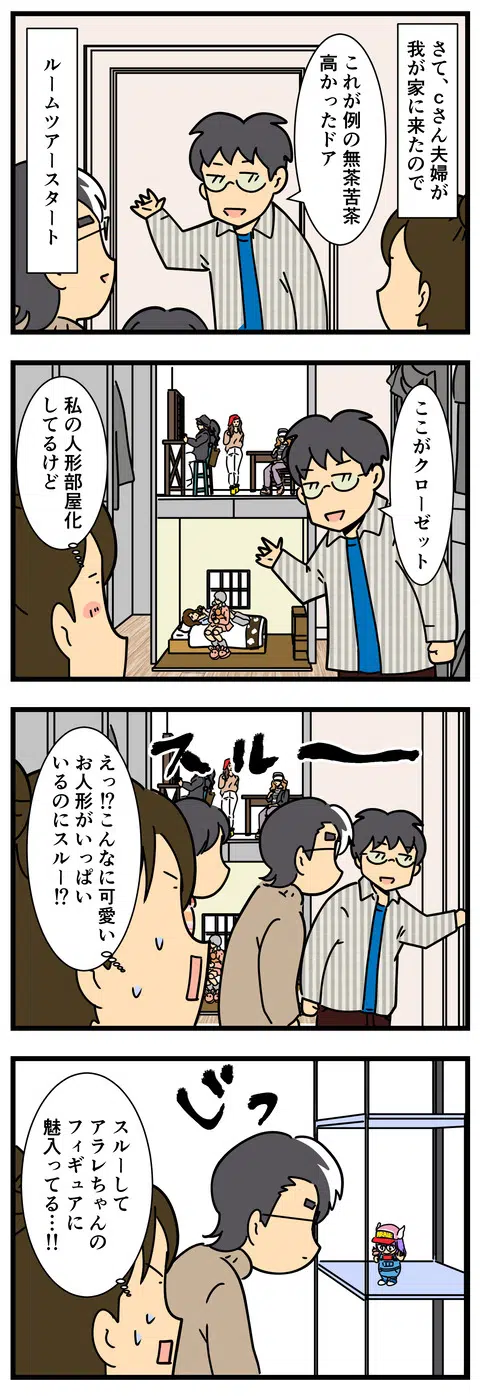 さて、cさん夫婦が
我が家に来たので
これが例の無茶苦茶
高かったドア
ルームツアースタート
ここがクローゼット
私の人形部屋化
してるけど
スルー
えっ!?こんなに可愛い
お人形がいっぱい
いるのにスルー!?
じっ
スルーして
アラレちゃんの
フィギュアに
魅入ってる…!!